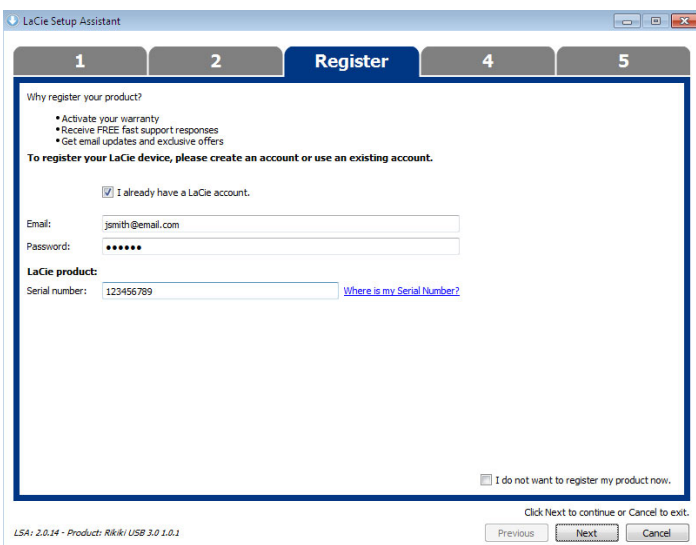 LaCie Setup Assistant
1 2 Register 4 5
Why register your product?
• Activate your warranty
• Receive FREE fast support responses
• Get email updates and exclusive offers
To register your LaCie device, please create an account or use an existing account.
I already have a LaCie account.
Email: jsmith@email.com
Password: ••••••
LaCie product:
Serial number: 123456789 Where is my Serial Number?
I do not want to register my product now.
Click Next to continue or Cancel to exit.
LSA: 2.0.14 - Product: Rikiki USB 3.0 1.0.1 Previous Next Cancel